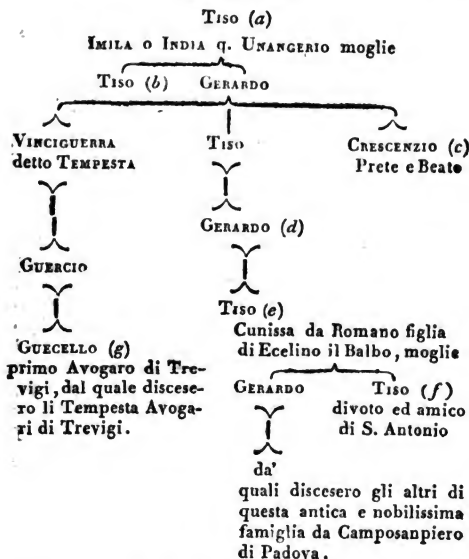 TISO (a)
IMILA o INDIA q. UNANGERIO moglie
TISO (b) GERARDO
VINCIGUERRA
detto TEMPESTA
TISO
CRESCENZIO (c)
Prete e Beato
GERARDO (d)
GUERCIO
TISO (e)
Cunissa da Romano figlia
di Ecelino il Balbo, moglie
GUECELLO (g)
primo Avogaro di Tre-
vigi, dal quale discese-
ro li Tempesta Avoga-
ri di Trevigi.
GERARDO
TISO (f)
divoto ed amico
di S. Antonio
da'
quali discesero gli altri di
questa antica e nobilissima
famiglia da Camposanpiero
di Padova.